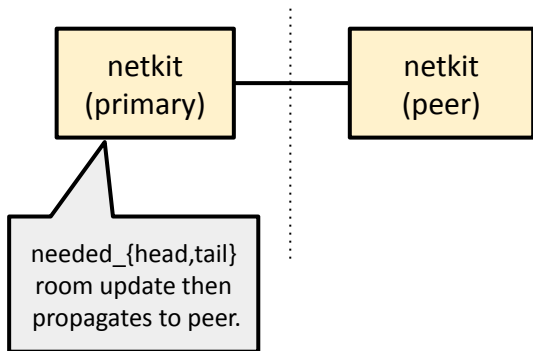 netkit
(primary)
netkit
(peer)
needed_{head,tail}
room update then
propagates to peer.